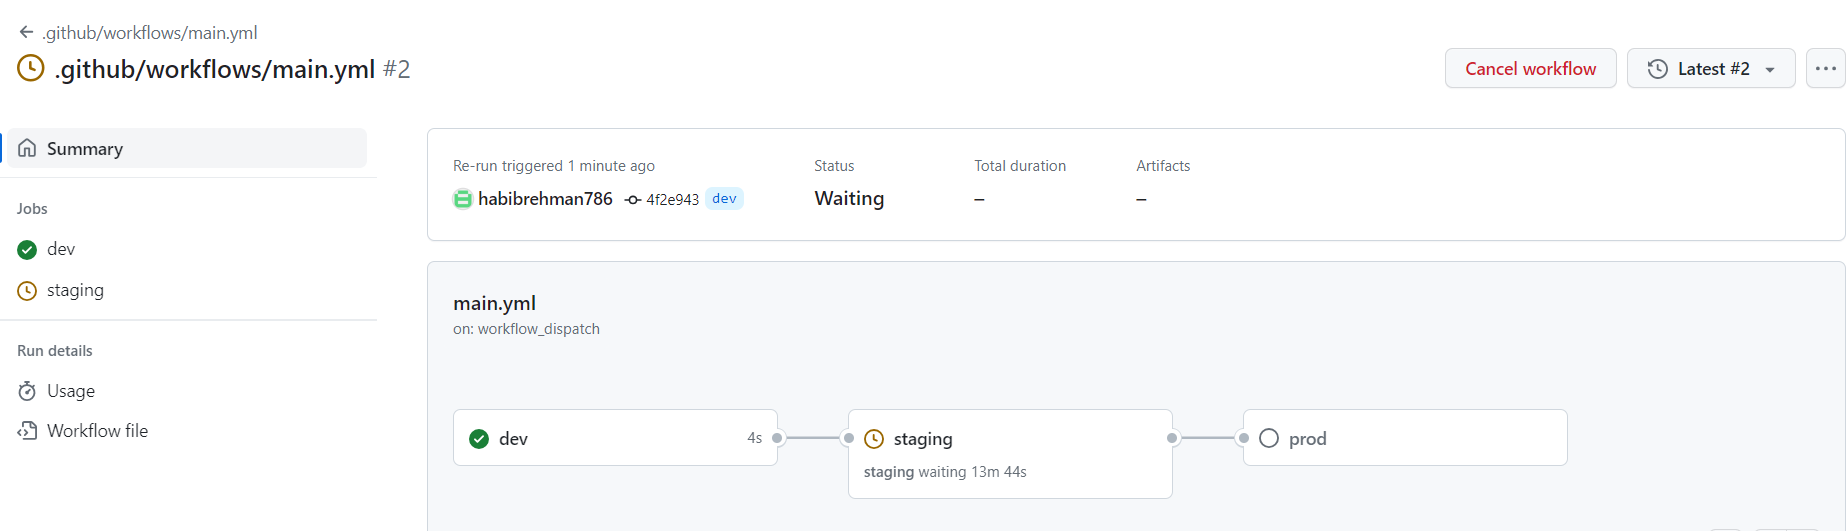 .github/workflows/main.yml
.github/workflows/main.yml #2
Cancel workflow
Latest #2
Summary
Jobs
dev
staging
Run details
Usage
Workflow file
Re-run triggered 1 minute ago
habibrehman786 4f2e943 dev
Status
Waiting
Total duration
–
Artifacts
–
main.yml
on: workflow_dispatch
dev 4s
staging
staging waiting 13m 44s
prod